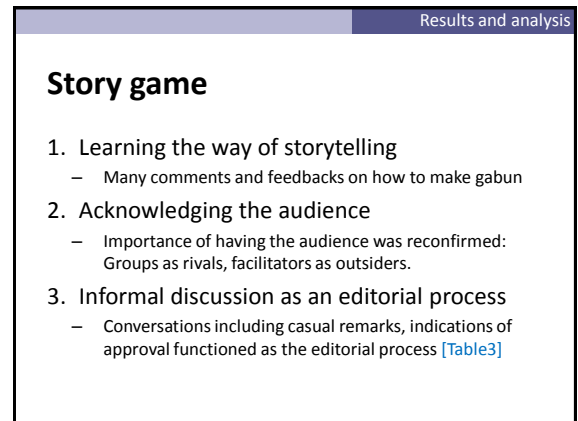 Results and analysis
Story game
1. Learning the way of storytelling
– Many comments and feedbacks on how to make gabun
2. Acknowledging the audience
– Importance of having the audience was reconfirmed:
Groups as rivals, facilitators as outsiders.
3. Informal discussion as an editorial process
– Conversations including casual remarks, indications of
approval functioned as the editorial process [Table3]